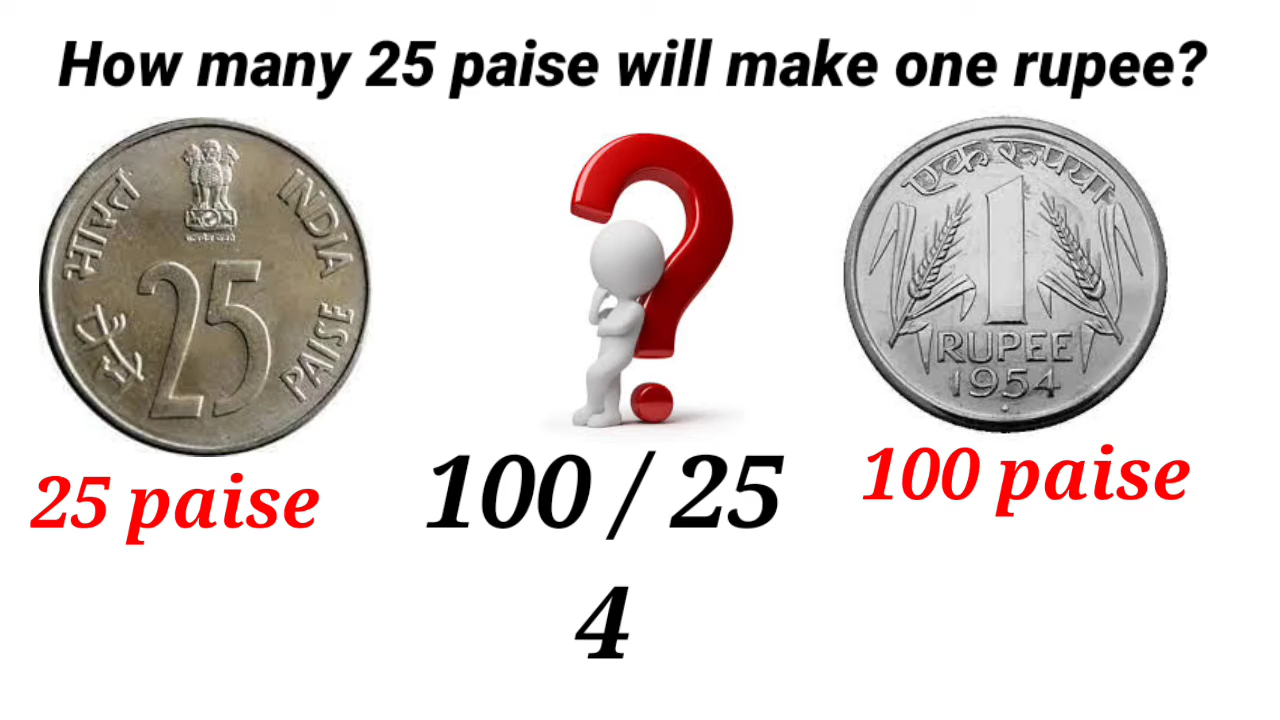 How many 25 paise will make one rupee?
भारत
INDIA
पैसे
25
PAISE
एक रुपया
1
RUPEE
1954
25 paise
100 / 25
100 paise
4